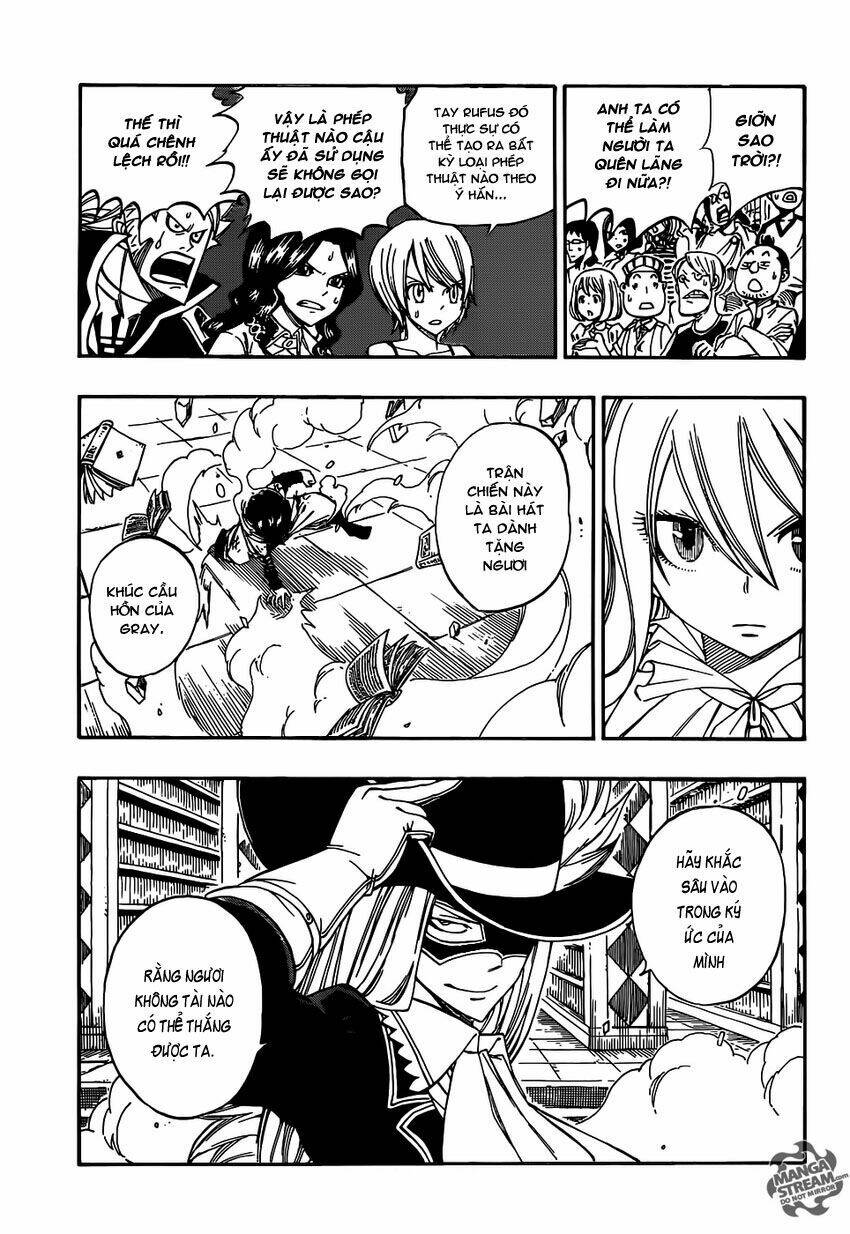 GIỠN
SAO
TRỜI?!
ANH TA CÓ
THỂ LÀM
NGƯỜI TA
QUÊN LÃNG
ĐI NỮA?!
TAY RUFUS ĐÓ
THỰC SỰ CÓ
THỂ TẠO RA BẤT
KỲ LOẠI PHÉP
THUẬT NÀO THEO
Ý HẮN...
VẬY LÀ PHÉP
THUẬT NÀO CẬU
ẤY ĐÃ SỬ DỤNG
SẼ KHÔNG GỌI
LẠI ĐƯỢC SAO?
THẾ THÌ
QUÁ CHÊNH
LỆCH RỒI!!
TRẬN
CHIẾN NÀY
LÀ BÀI HÁT
TA DÀNH
TẶNG
NGƯƠI
KHÚC CẦU
HỒN CỦA
GRAY.
HÃY KHẮC
SÂU VÀO
TRONG KÝ
ỨC CỦA
MÌNH
RẰNG NGƯƠI
KHÔNG TÀI NÀO
CÓ THỂ THẮNG
ĐƯỢC TA.
MANGA
STREAM.com
DO NOT MIRROR